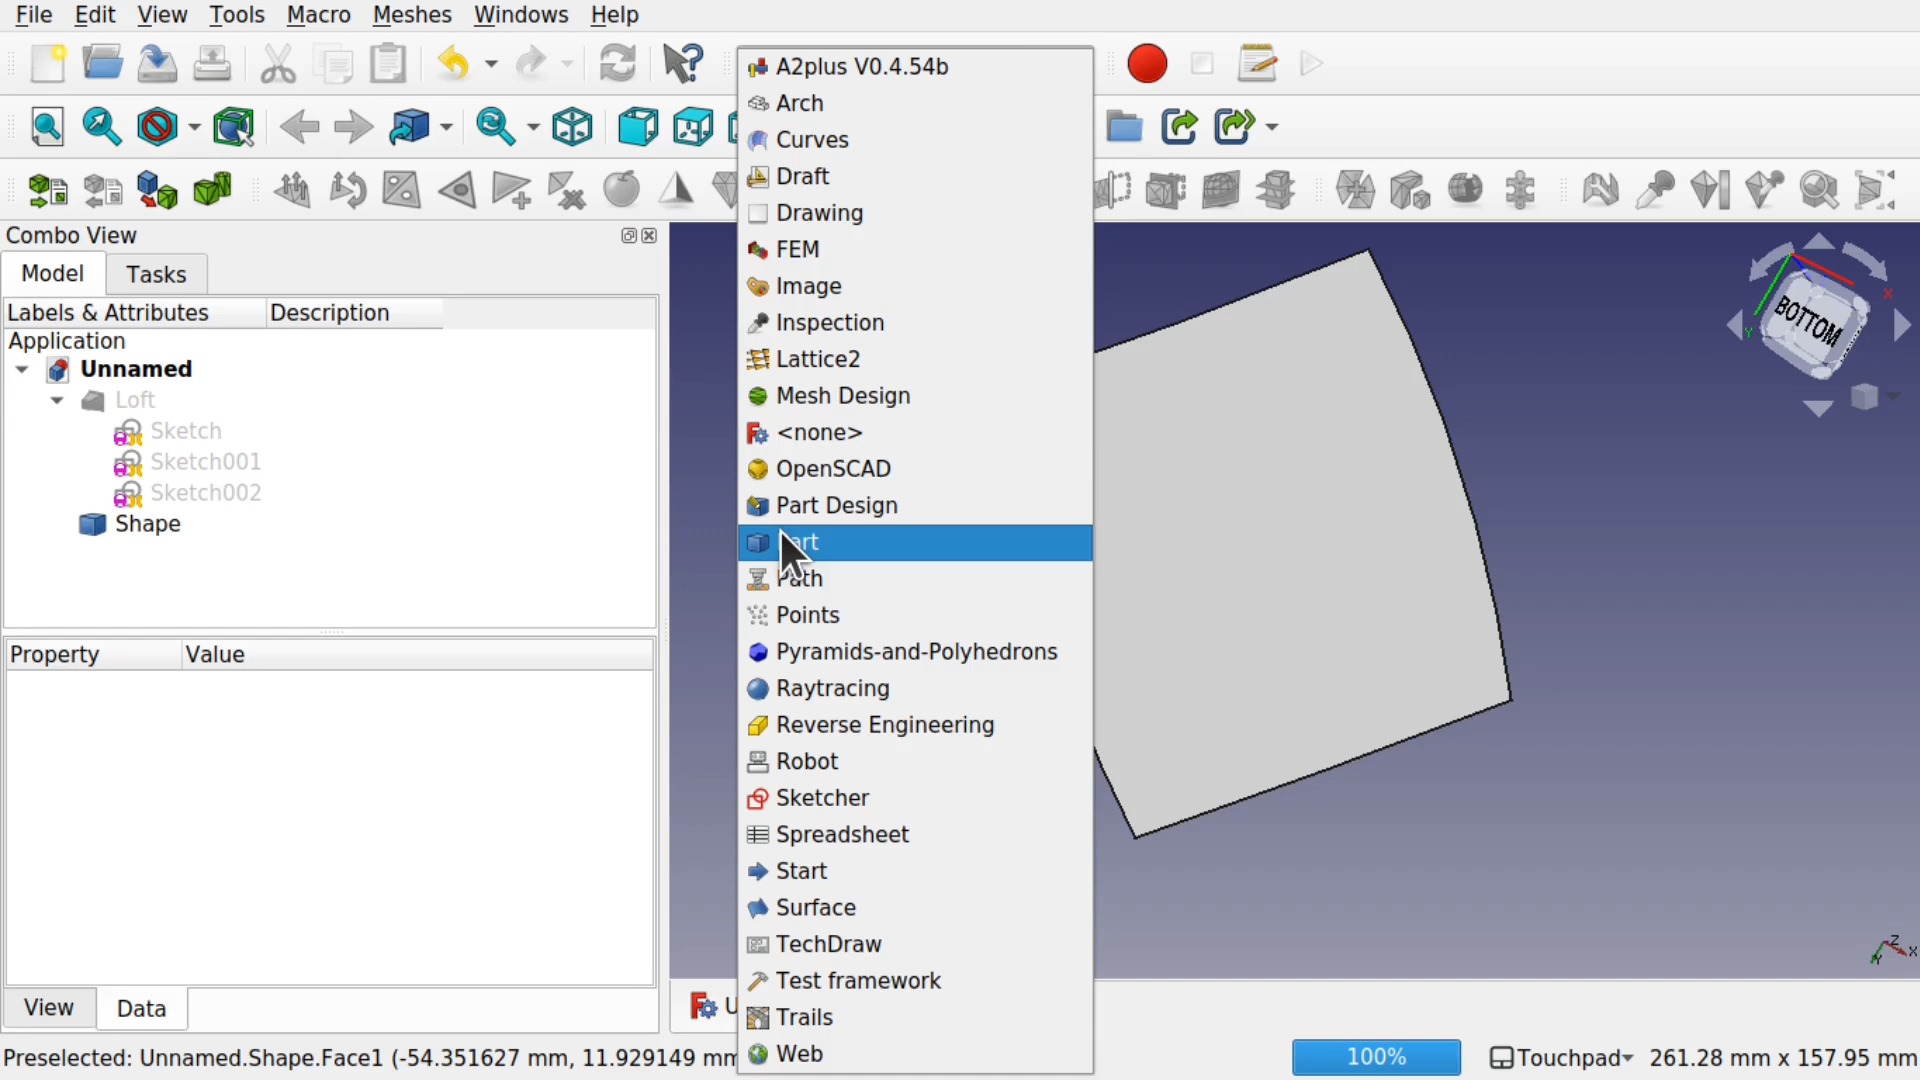 File Edit View Tools Macro Meshes Windows Help
Combo View
Model Tasks
Labels & Attributes Description
Application
Unnamed
Loft
Sketch
Sketch001
Sketch002
Shape
Property Value
View Data
Preselected: Unnamed.Shape.Face1 (-54.351627 mm, 11.929149 mm
A2plus V0.4.54b
Arch
Curves
Draft
Drawing
FEM
Image
Inspection
Lattice2
Mesh Design
<none>
OpenSCAD
Part Design
Part
Path
Points
Pyramids-and-Polyhedrons
Raytracing
Reverse Engineering
Robot
Sketcher
Spreadsheet
Start
Surface
TechDraw
Test framework
Trails
Web
BOTTOM
X
Y
Z
X
Y
U
100% Touchpad 261.28 mm x 157.95 mm